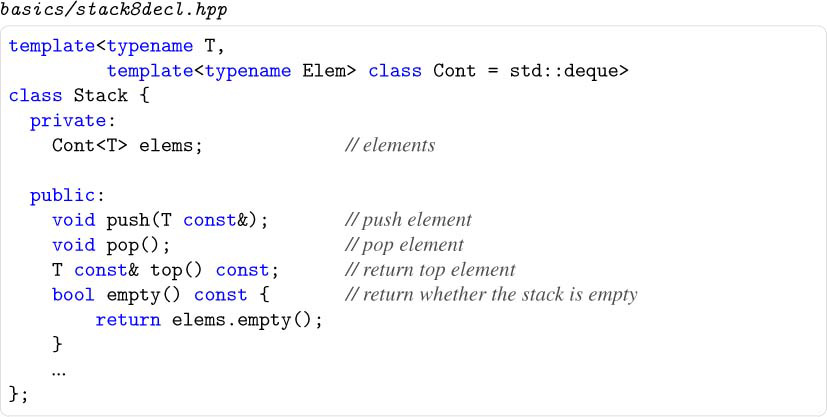 basics/stack8decl.hpp
template<typename T,
         template<typename Elem> class Cont = std::deque>
class Stack {
  private:
    Cont<T> elems;             // elements

  public:
    void push(T const&);       // push element
    void pop();                // pop element
    T const& top() const;      // return top element
    bool empty() const {       // return whether the stack is empty
        return elems.empty();
    }
    ...
};